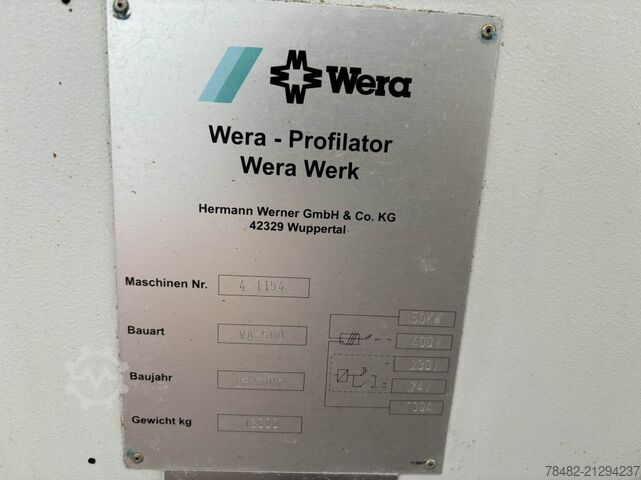 Wera
Wera - Profilator
Wera Werk
Hermann Werner GmbH & Co. KG
42329 Wuppertal
Maschinen Nr. 4 1154
Bauart
Baujahr
Gewicht kg 18000
50KW
400V
230V
24V
100A
78482-21294237